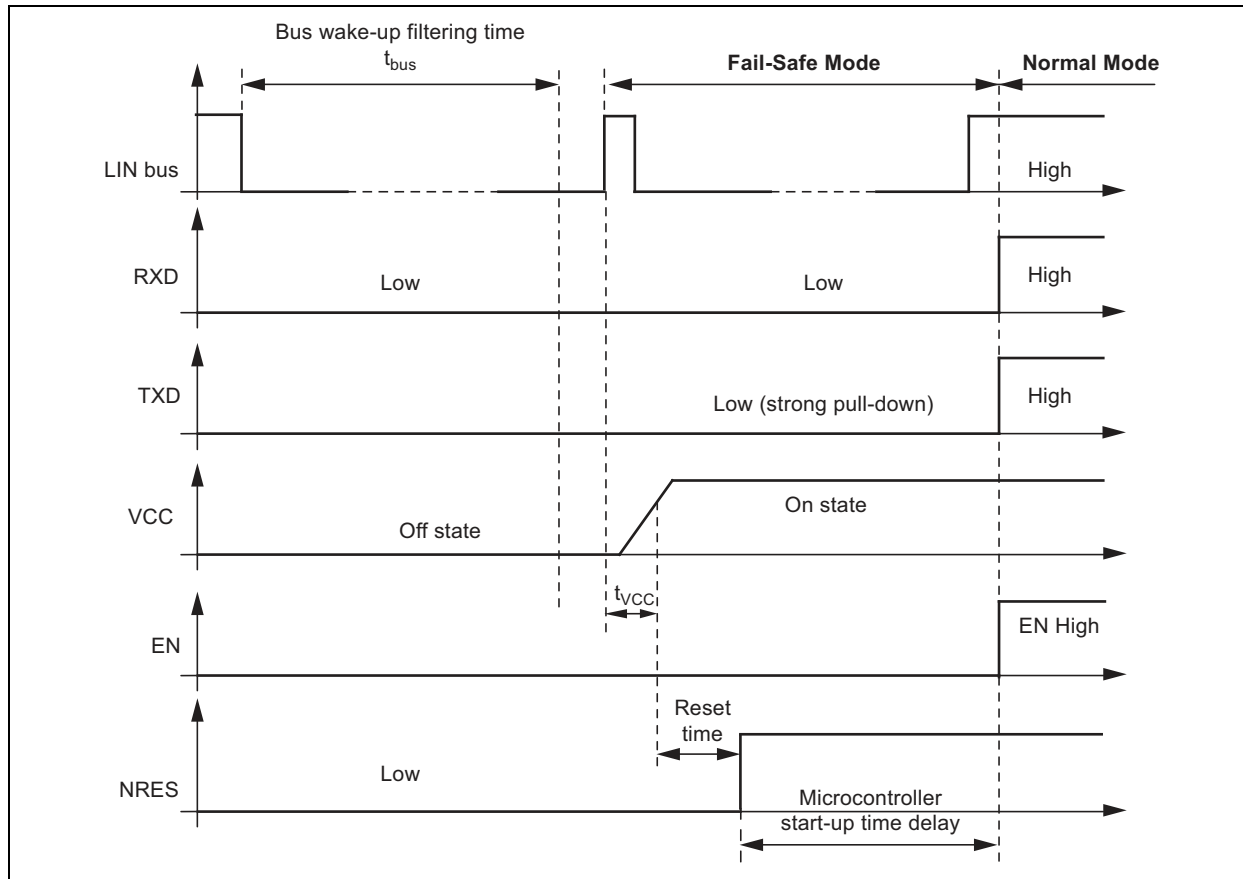 Bus wake-up filtering time
t_bus
Fail-Safe Mode
Normal Mode
LIN bus
High
RXD
Low
Low
High
TXD
Low (strong pull-down)
High
VCC
Off state
On state
t_VCC
EN
EN High
Reset
time
NRES
Low
Microcontroller
start-up time delay